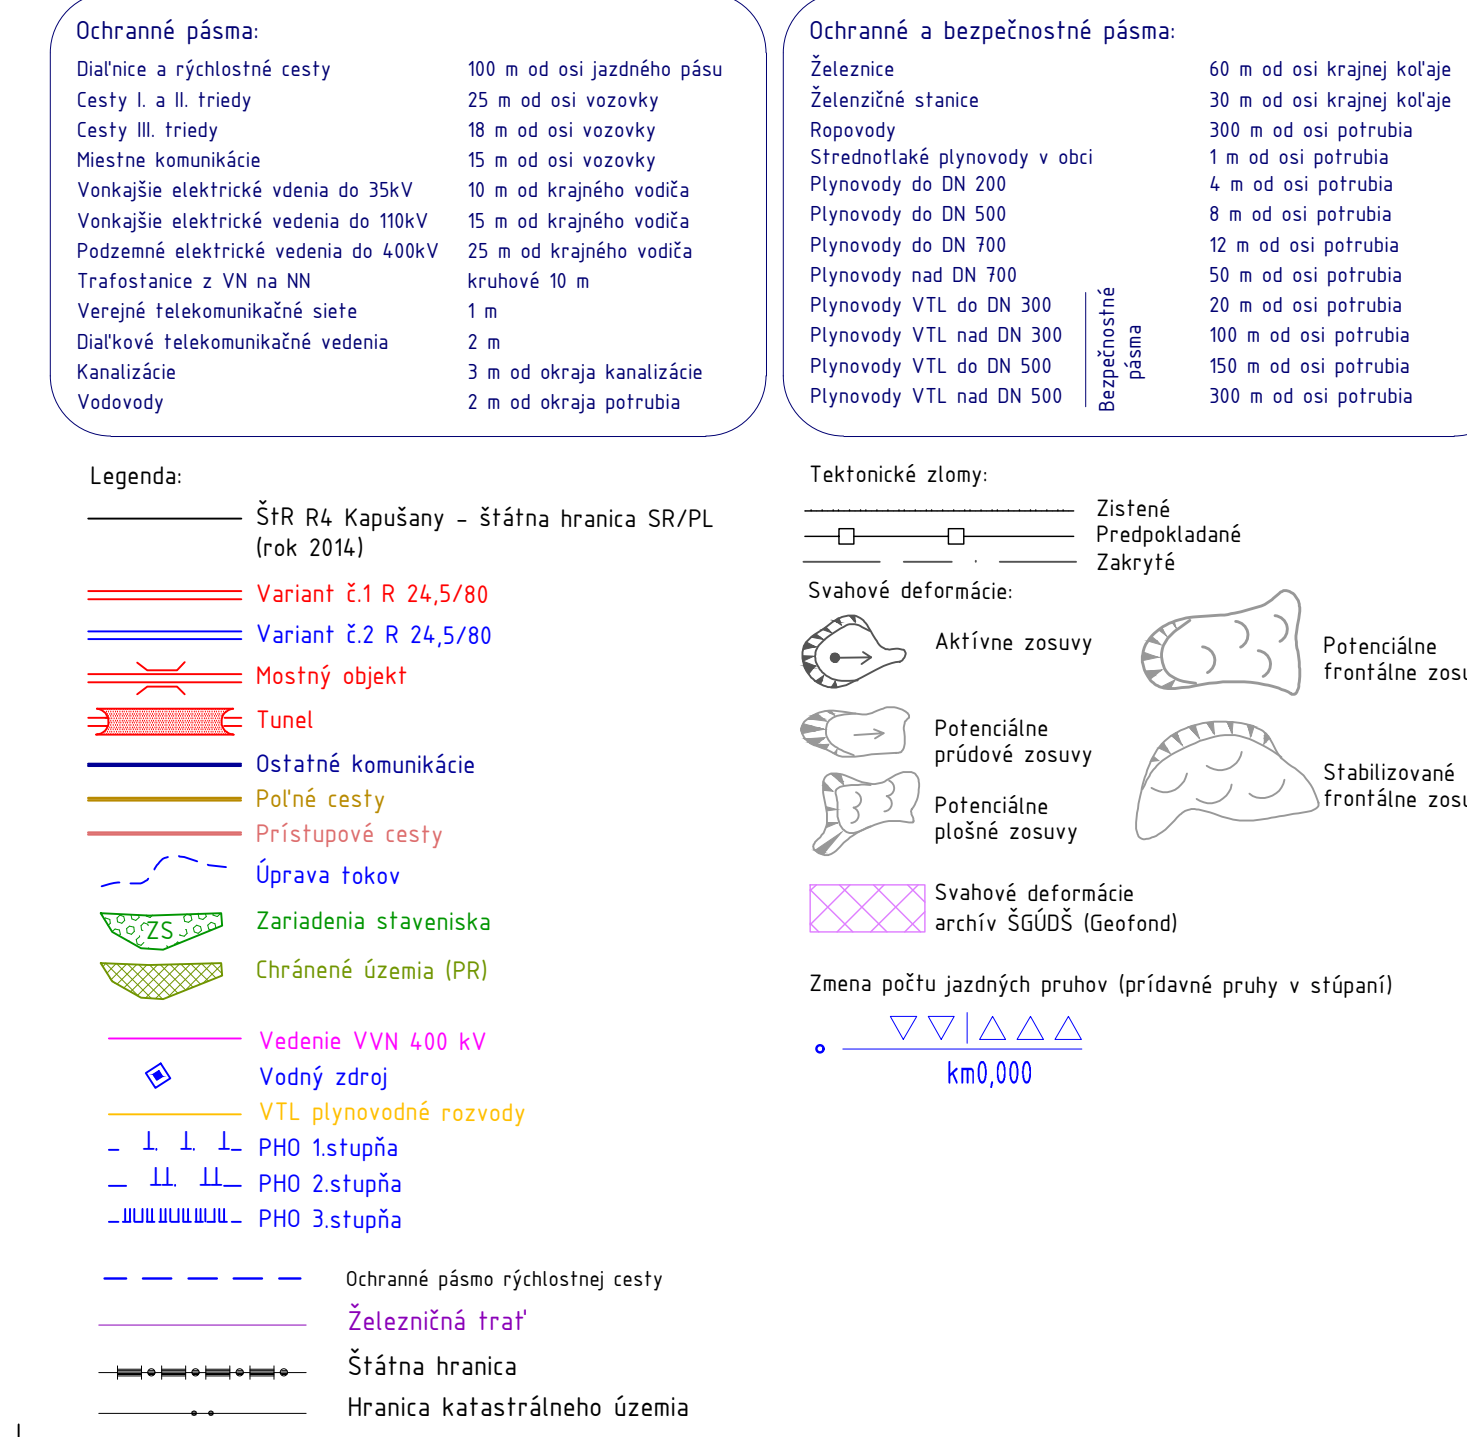 Ochranné pásma:
Diaľnice a rýchlostné cesty 100 m od osi jazdného pásu
Cesty I. a II. triedy 25 m od osi vozovky
Cesty III. triedy 18 m od osi vozovky
Miestne komunikácie 15 m od osi vozovky
Vonkajšie elektrické vdenia do 35kV 10 m od krajného vodiča
Vonkajšie elektrické vedenia do 110kV 15 m od krajného vodiča
Podzemné elektrické vedenia do 400kV 25 m od krajného vodiča
Trafostanice z VN na NN kruhové 10 m
Verejné telekomunikačné siete 1 m
Diaľkové telekomunikačné vedenia 2 m
Kanalizácie 3 m od okraja kanalizácie
Vodovody 2 m od okraja potrubia
Ochranné a bezpečnostné pásma:
Železnice 60 m od osi krajnej koľaje
Želenzičné stanice 30 m od osi krajnej koľaje
Ropovody 300 m od osi potrubia
Strednotlaké plynovody v obci 1 m od osi potrubia
Plynovody do DN 200 4 m od osi potrubia
Plynovody do DN 500 8 m od osi potrubia
Plynovody do DN 700 12 m od osi potrubia
Plynovody nad DN 700 50 m od osi potrubia
Plynovody VTL do DN 300 20 m od osi potrubia
Plynovody VTL nad DN 300 100 m od osi potrubia
Plynovody VTL do DN 500 150 m od osi potrubia
Plynovody VTL nad DN 500 300 m od osi potrubia
Bezpečnostné
pásma
Legenda:
ŠtR R4 Kapušany - štátna hranica SR/PL
(rok 2014)
Variant č.1 R 24,5/80
Variant č.2 R 24,5/80
Mostný objekt
Tunel
Ostatné komunikácie
Poľné cesty
Prístupové cesty
Úprava tokov
ZS Zariadenia staveniska
Chránené územia (PR)
Vedenie VVN 400 kV
Vodný zdroj
VTL plynovodné rozvody
PHO 1.stupňa
PHO 2.stupňa
PHO 3.stupňa
Ochranné pásmo rýchlostnej cesty
Železničná trať
Štátna hranica
Hranica katastrálneho územia
Tektonické zlomy:
Zistené
Predpokladané
Zakryté
Svahové deformácie:
Aktívne zosuvy
Potenciálne
prúdové zosuvy
Potenciálne
plošné zosuvy
Potenciálne
frontálne zosu
Stabilizované
frontálne zosu
Svahové deformácie
archív ŠGÚDŠ (Geofond)
Zmena počtu jazdných pruhov (prídavné pruhy v stúpaní)
km0,000